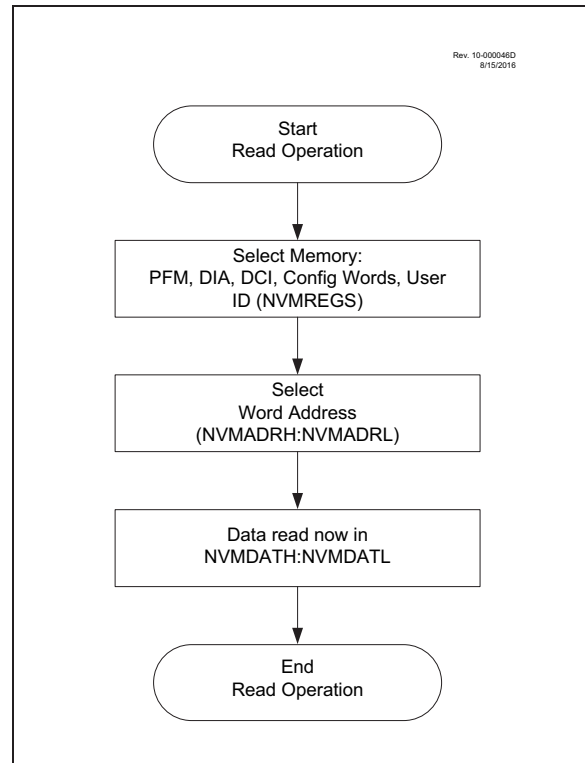 Rev. 10-000046D
8/15/2016
Start
Read Operation
Select Memory:
PFM, DIA, DCI, Config Words, User
ID (NVMREGS)
Select
Word Address
(NVMADRH:NVMADRL)
Data read now in
NVMDATH:NVMDATL
End
Read Operation